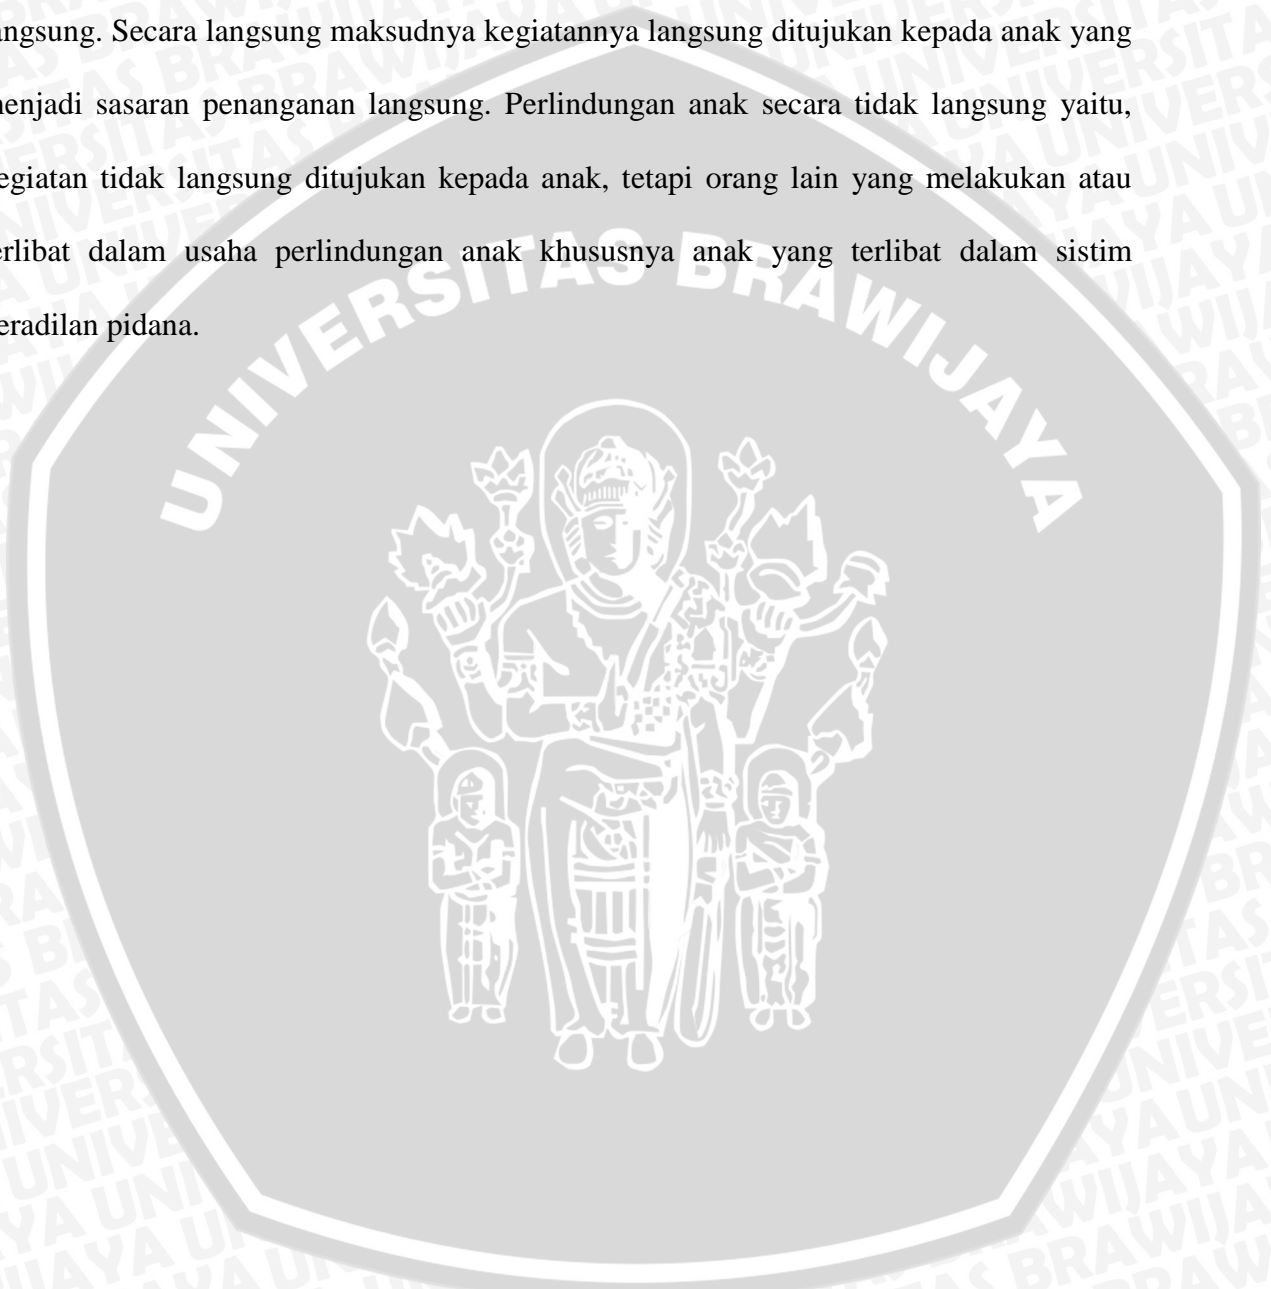 angsung. Secara langsung maksudnya kegiatannya langsung ditujukan kepada anak yang
menjadi sasaran penanganan langsung. Perlindungan anak secara tidak langsung yaitu,
egiatan tidak langsung ditujukan kepada anak, tetapi orang lain yang melakukan atau
erlibat dalam usaha perlindungan anak khususnya anak yang terlibat dalam sistim
eradilan pidana.
UNIVERSITAS BRAWIJAYA